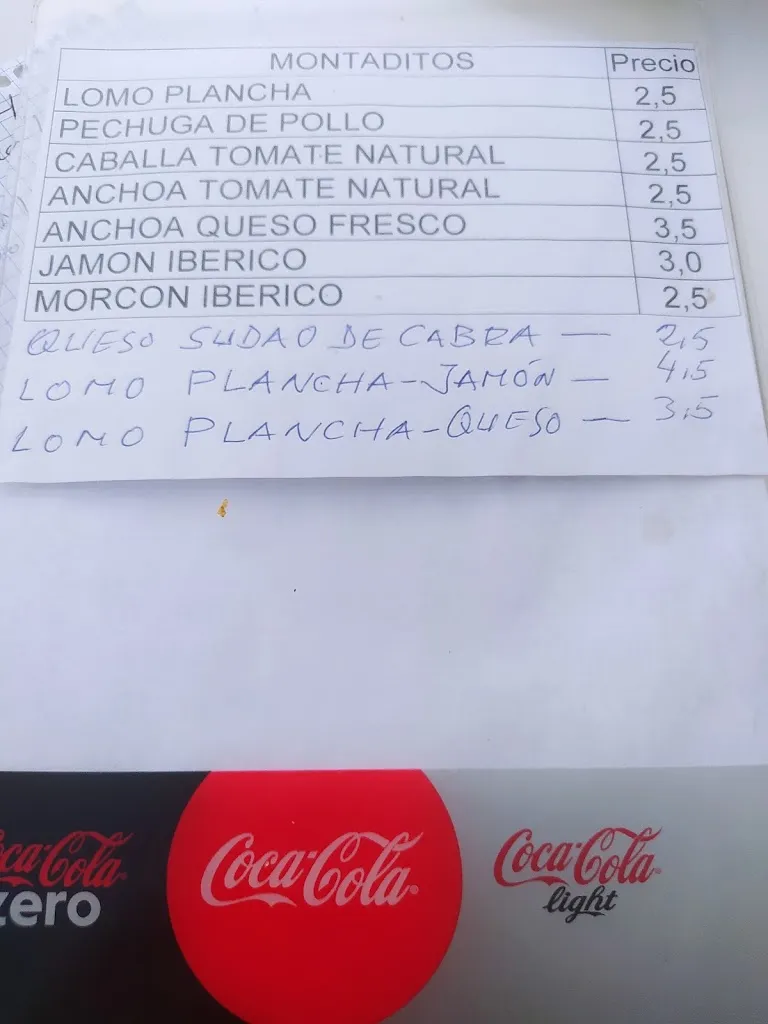 MONTADITOS Precio
LOMO PLANCHA 2,5
PECHUGA DE POLLO 2,5
CABALLA TOMATE NATURAL 2,5
ANCHOA TOMATE NATURAL 2,5
ANCHOA QUESO FRESCO 3,5
JAMON IBERICO 3,0
MORCON IBERICO 2,5
QUESO SUDAO DE CABRA — 2,5
LOMO PLANCHA-JAMÓN — 4,5
LOMO PLANCHA-QUESO — 3,5
Coca-Cola zero
Coca-Cola
Coca-Cola light